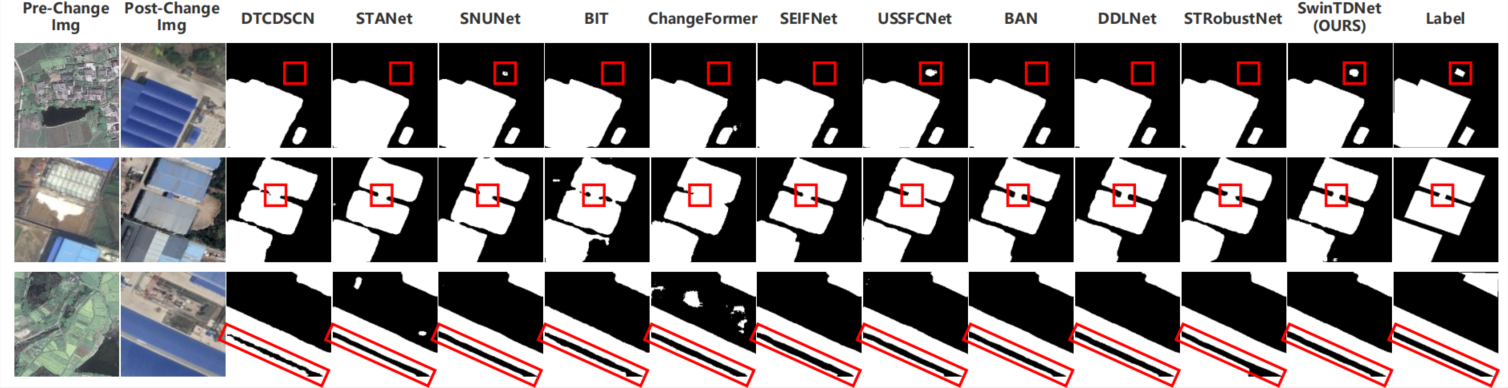 Pre-Change
Img
Post-Change
Img
DTCDSCN
STANet
SNUNet
BIT
ChangeFormer
SEIFNet
USSFCNet
BAN
DDLNet
STRobustNet
SwinTDNet
(OURS)
Label